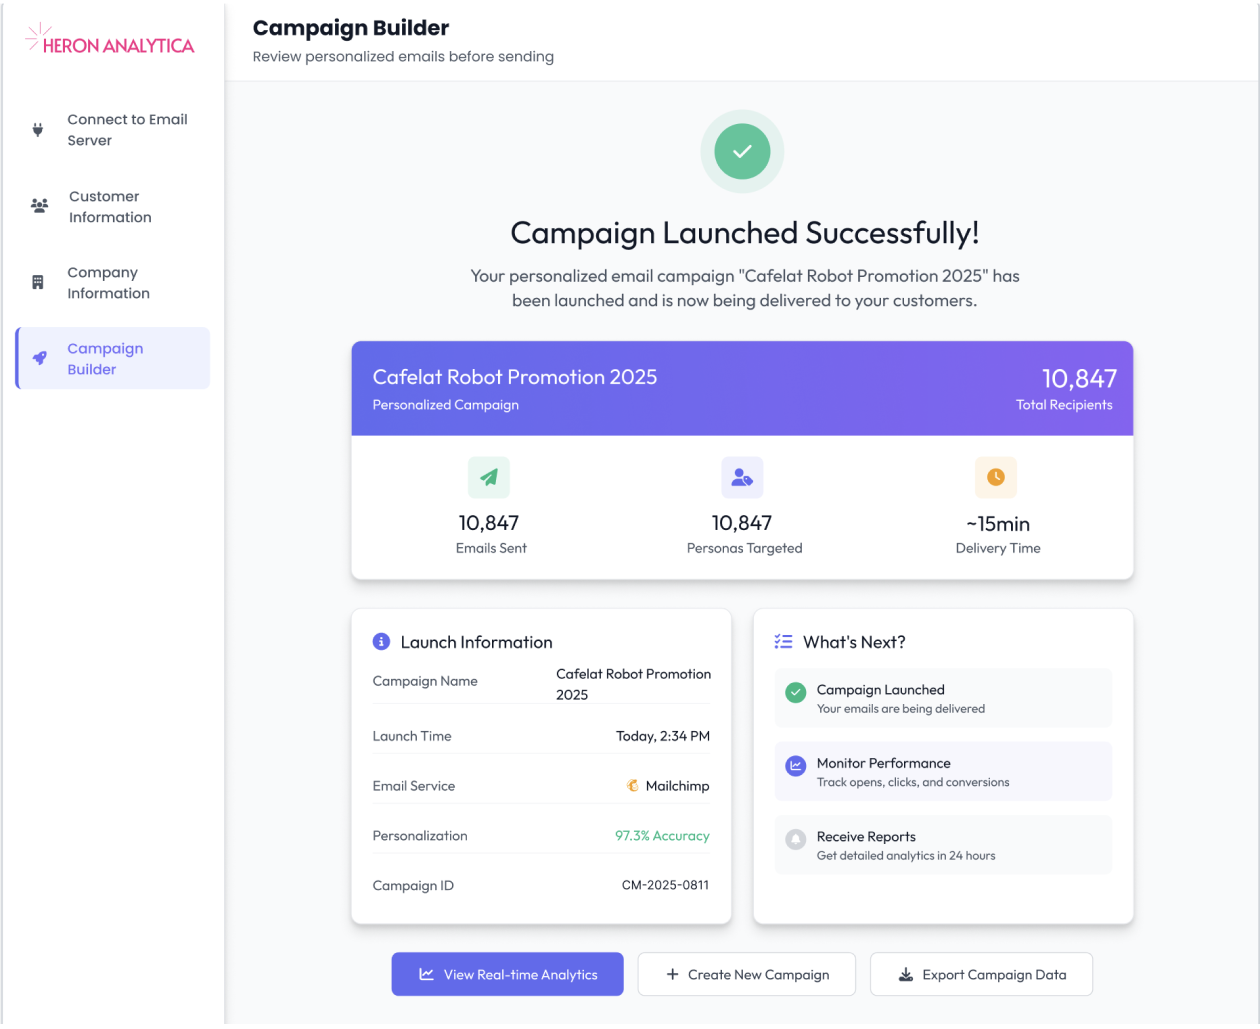 HERON ANALYTICA
Connect to Email
Server
Customer
Information
Company
Information
Campaign
Builder
Campaign Builder
Review personalized emails before sending
Campaign Launched Successfully!
Your personalized email campaign "Cafelat Robot Promotion 2025" has
been launched and is now being delivered to your customers.
Cafelat Robot Promotion 2025
Personalized Campaign
10,847
Total Recipients
10,847
Emails Sent
10,847
Personas Targeted
~15min
Delivery Time
Launch Information
Campaign Name
Cafelat Robot Promotion
2025
Launch Time
Today, 2:34 PM
Email Service
Mailchimp
Personalization
97.3% Accuracy
Campaign ID
CM-2025-0811
What's Next?
Campaign Launched
Your emails are being delivered
Monitor Performance
Track opens, clicks, and conversions
Receive Reports
Get detailed analytics in 24 hours
View Real-time Analytics
Create New Campaign
Export Campaign Data